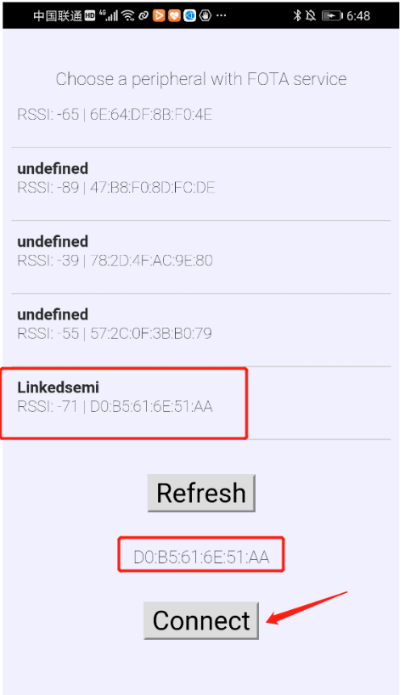 中国联通 HD 4G 6:48
Choose a peripheral with FOTA service
RSSI: -65 | 6E:64:DF:8B:F0:4E
undefined
RSSI: -89 | 47:B8:F0:8D:FC:DE
undefined
RSSI: -39 | 78:2D:4F:AC:9E:80
undefined
RSSI: -55 | 57:2C:0F:3B:B0:79
Linkedsemi
RSSI: -71 | D0:B5:61:6E:51:AA
Refresh
D0:B5:61:6E:51:AA
Connect